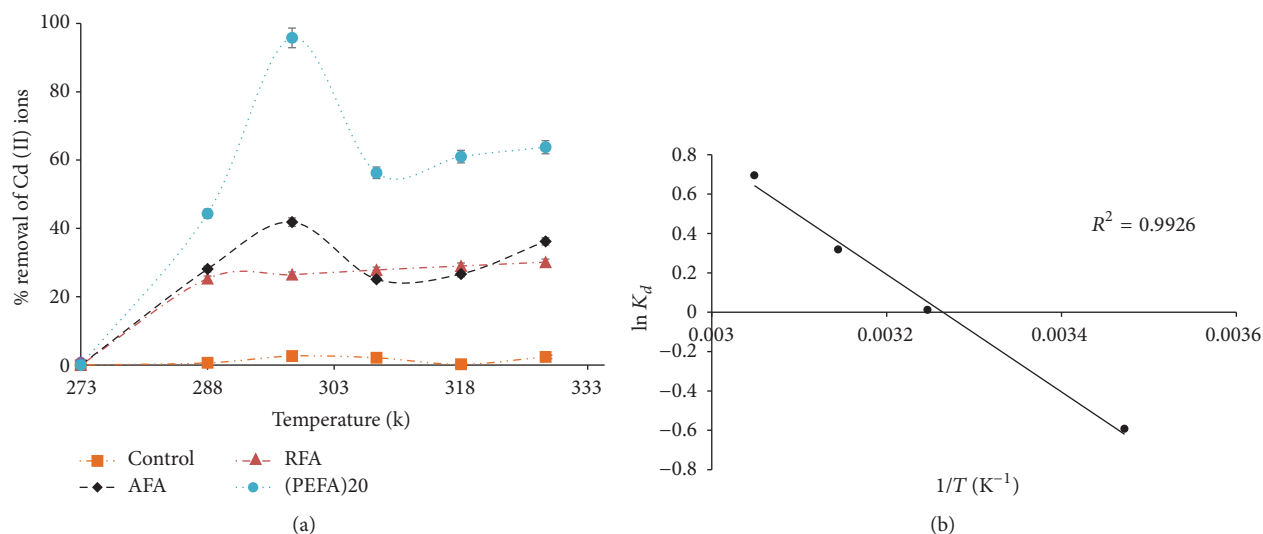 % removal of Cd (II) ions
100
80
60
40
20
0
273
288
303
318
333
Temperature (k)
Control
RFA
AFA
(PEFA)20
(a)
ln K_d
0.8
0.6
0.4
0.2
0
−0.2
−0.4
−0.6
−0.8
0.003
0.0032
0.0034
0.0036
R² = 0.9926
1/T (K⁻¹)
(b)